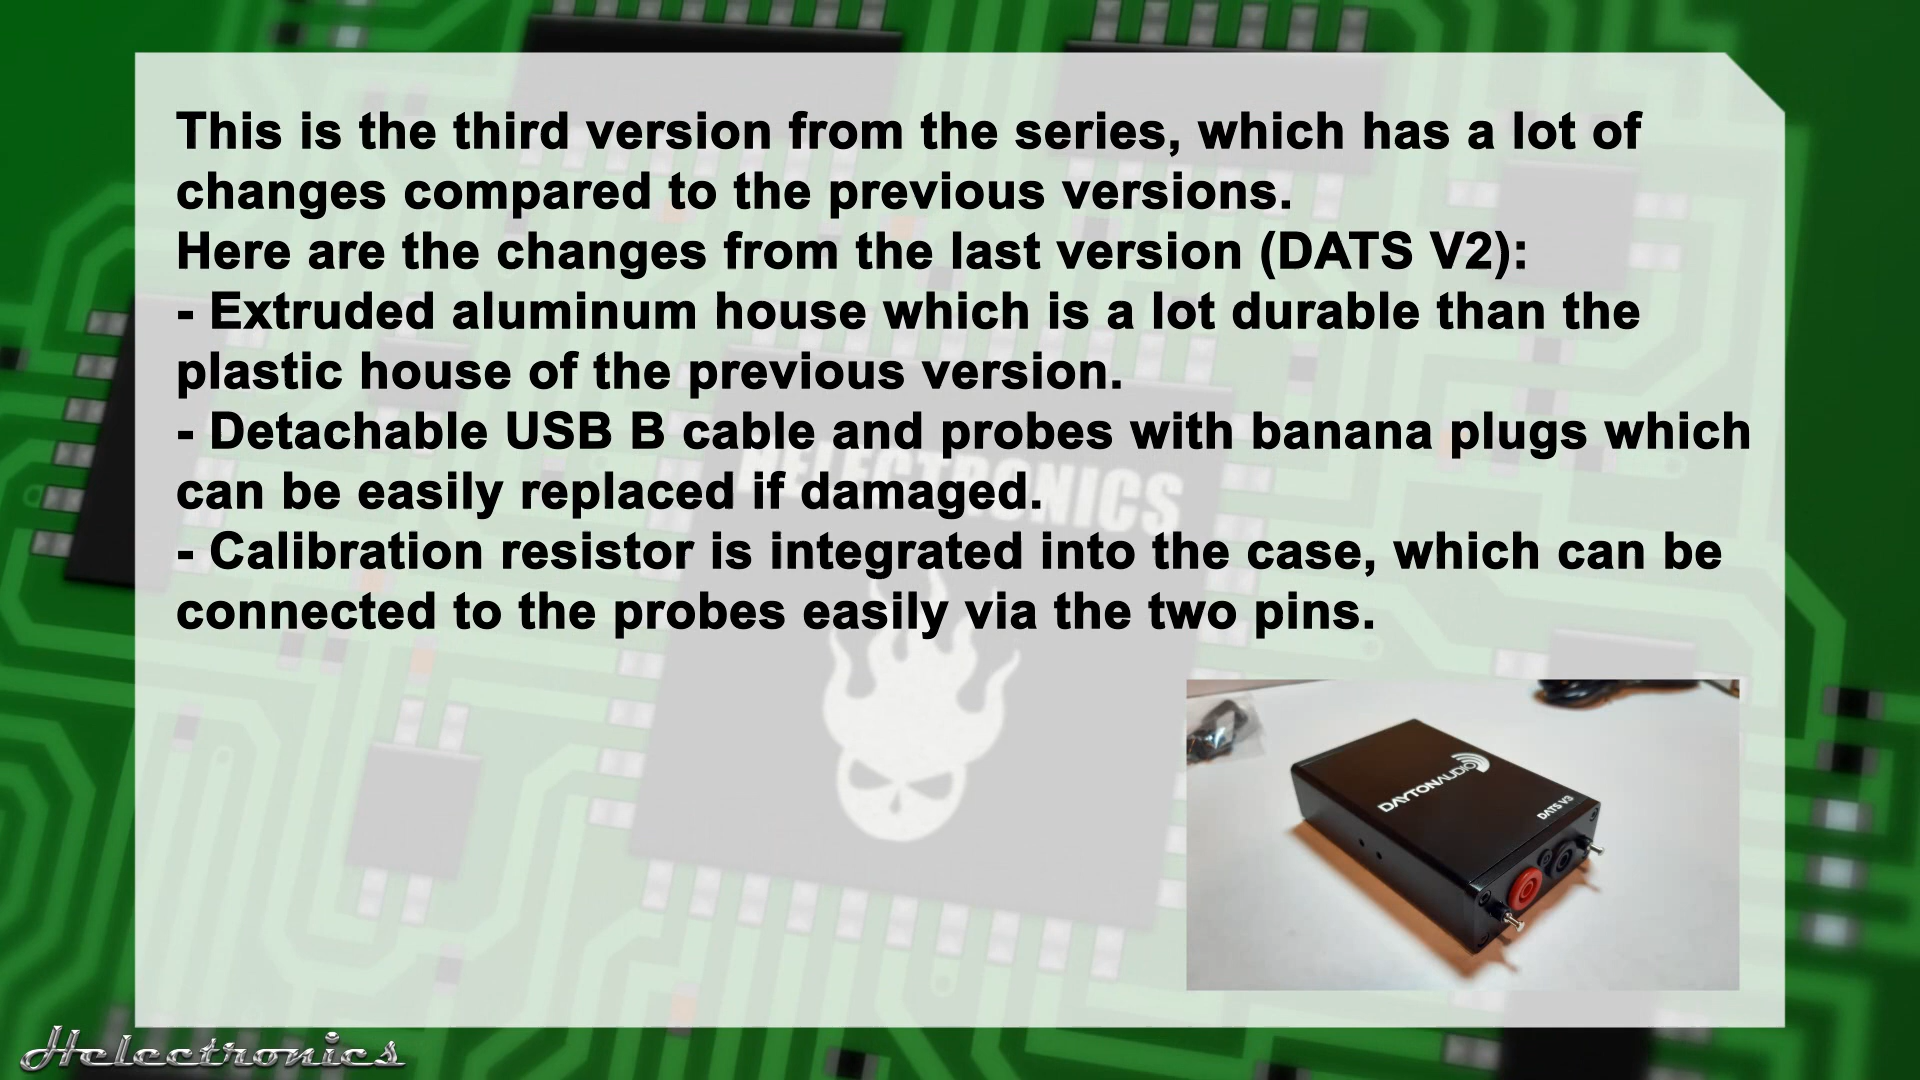 This is the third version from the series, which has a lot of
changes compared to the previous versions.
Here are the changes from the last version (DATS V2):
- Extruded aluminum house which is a lot durable than the
plastic house of the previous version.
- Detachable USB B cable and probes with banana plugs which
can be easily replaced if damaged.
- Calibration resistor is integrated into the case, which can be
connected to the probes easily via the two pins.
HELECTRONICS
DAYTON AUDIO
DATS V3
Helectronics